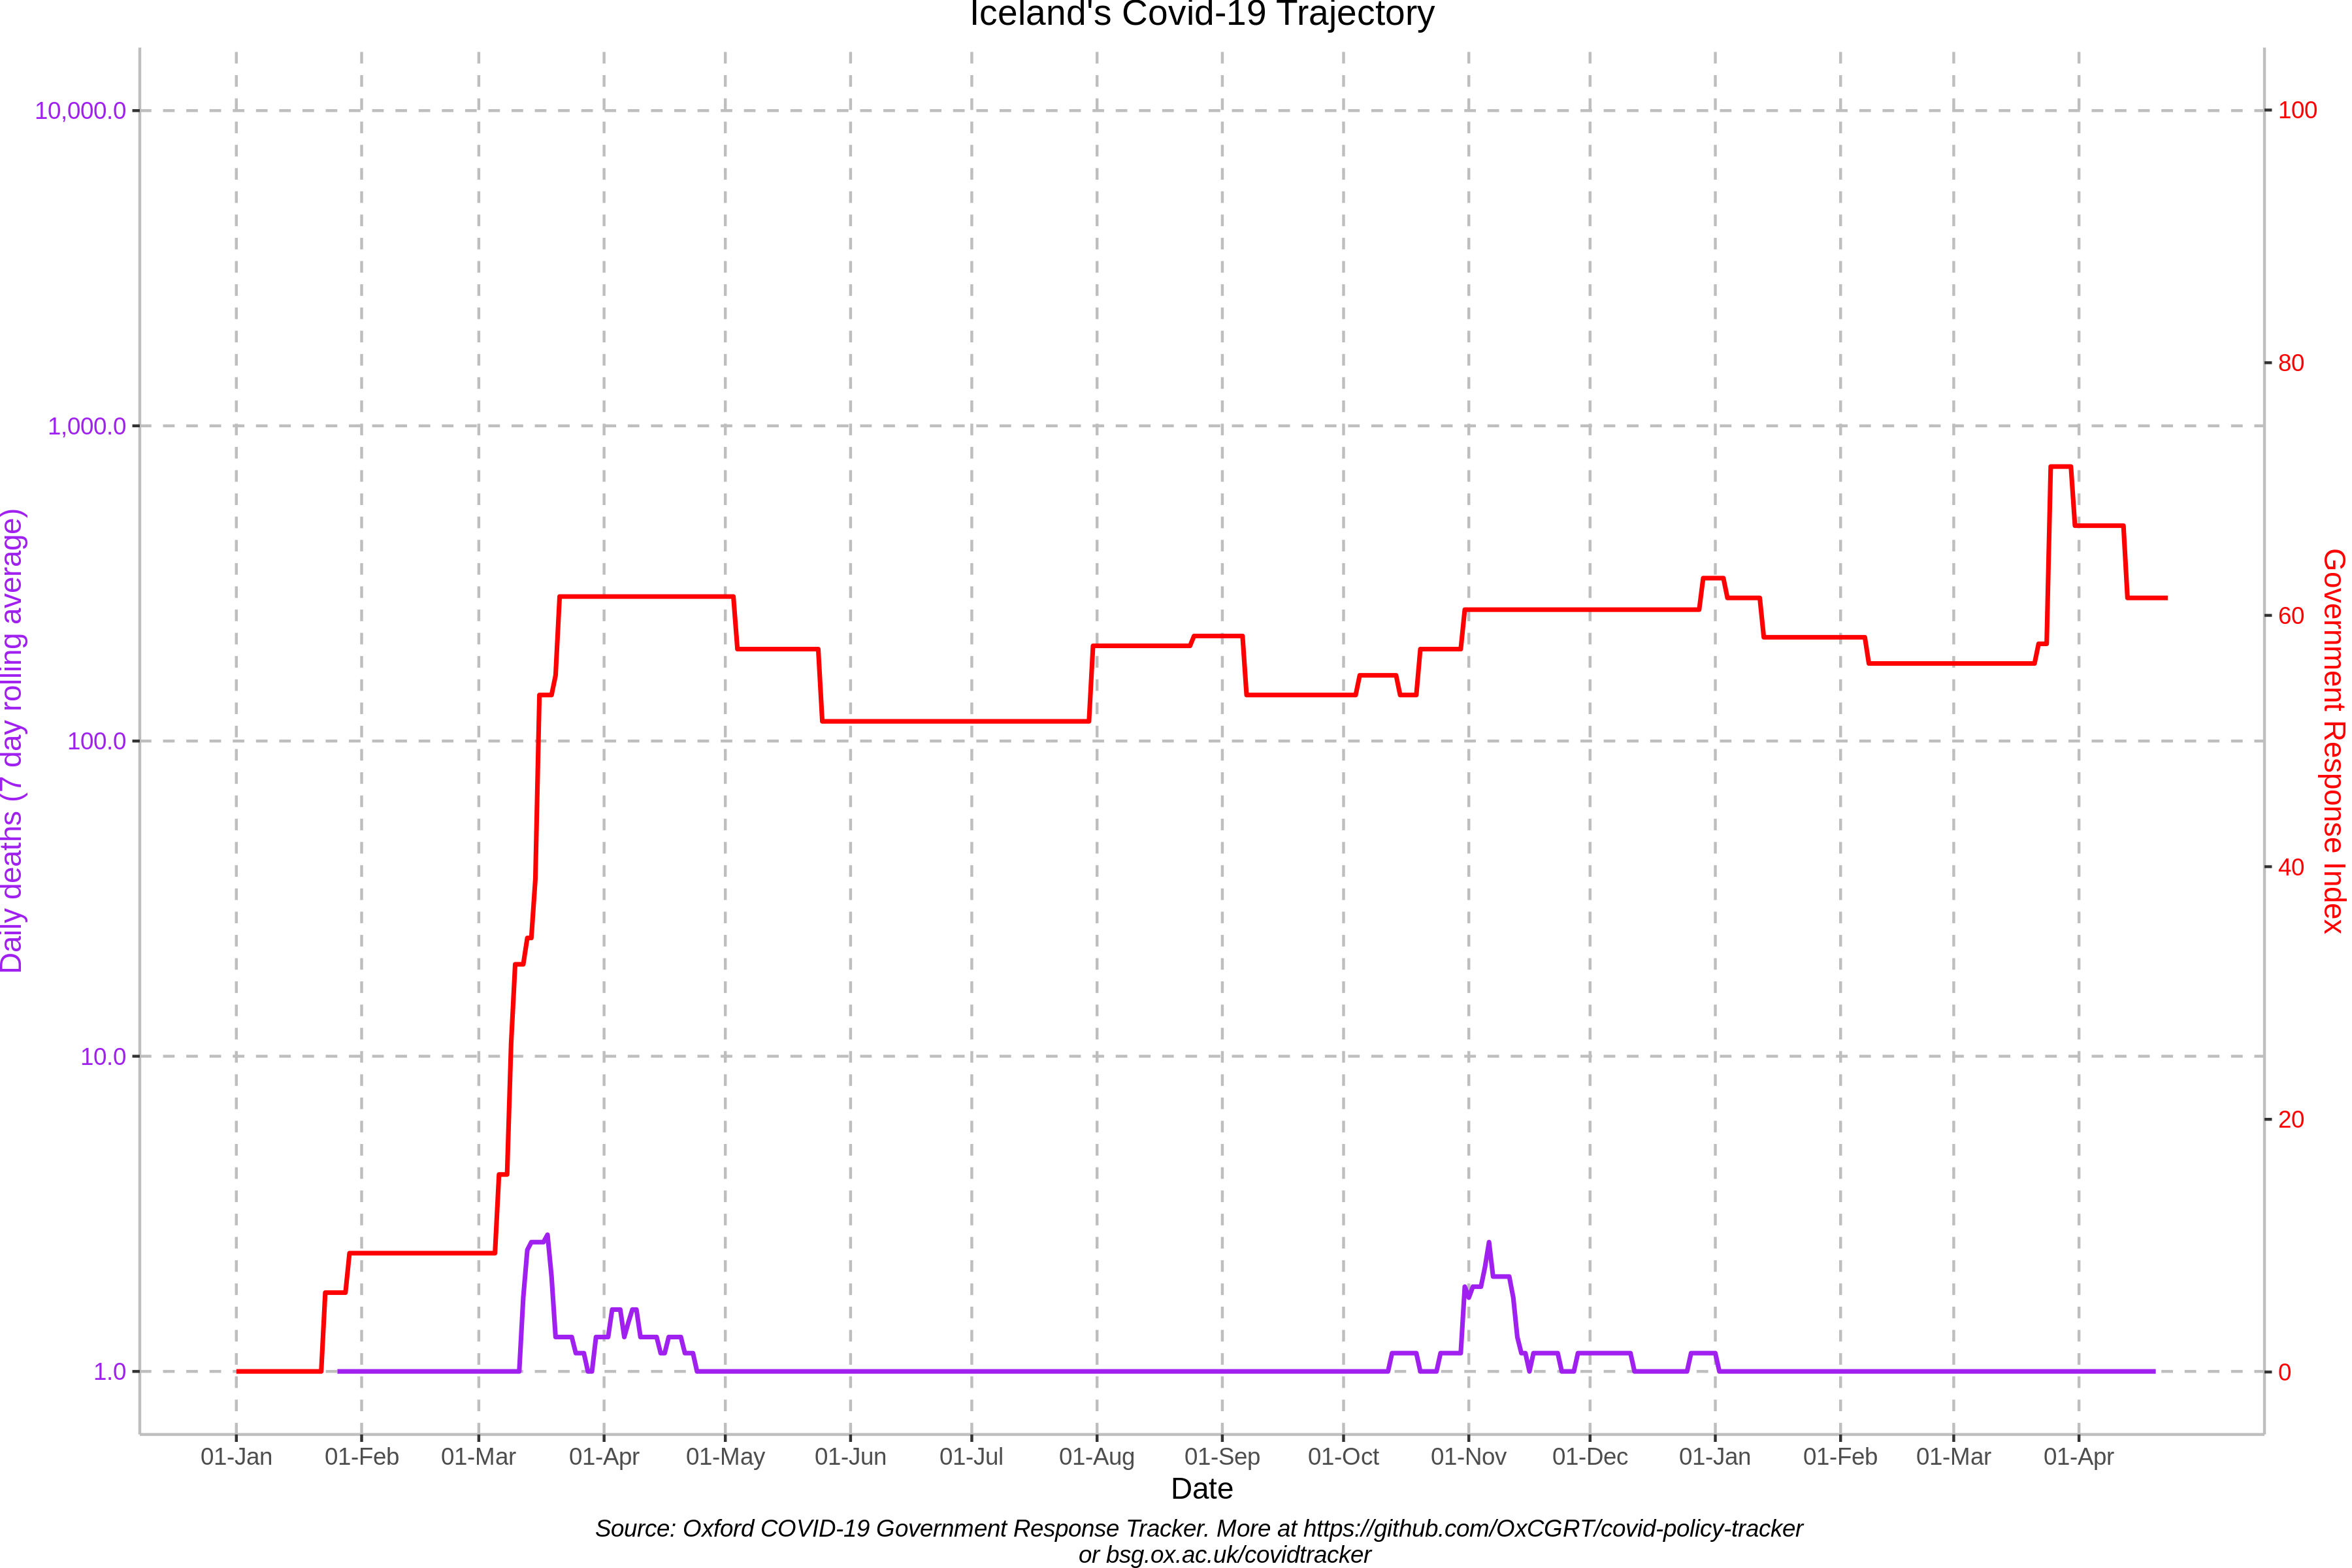 Iceland's Covid-19 Trajectory
10,000.0
1,000.0
100.0
10.0
1.0
Daily deaths (7 day rolling average)
100
80
60
40
20
0
Government Response Index
01-Jan 01-Feb 01-Mar 01-Apr 01-May 01-Jun 01-Jul 01-Aug 01-Sep 01-Oct 01-Nov 01-Dec 01-Jan 01-Feb 01-Mar 01-Apr
Date
Source: Oxford COVID-19 Government Response Tracker. More at https://github.com/OxCGRT/covid-policy-tracker
or bsg.ox.ac.uk/covidtracker